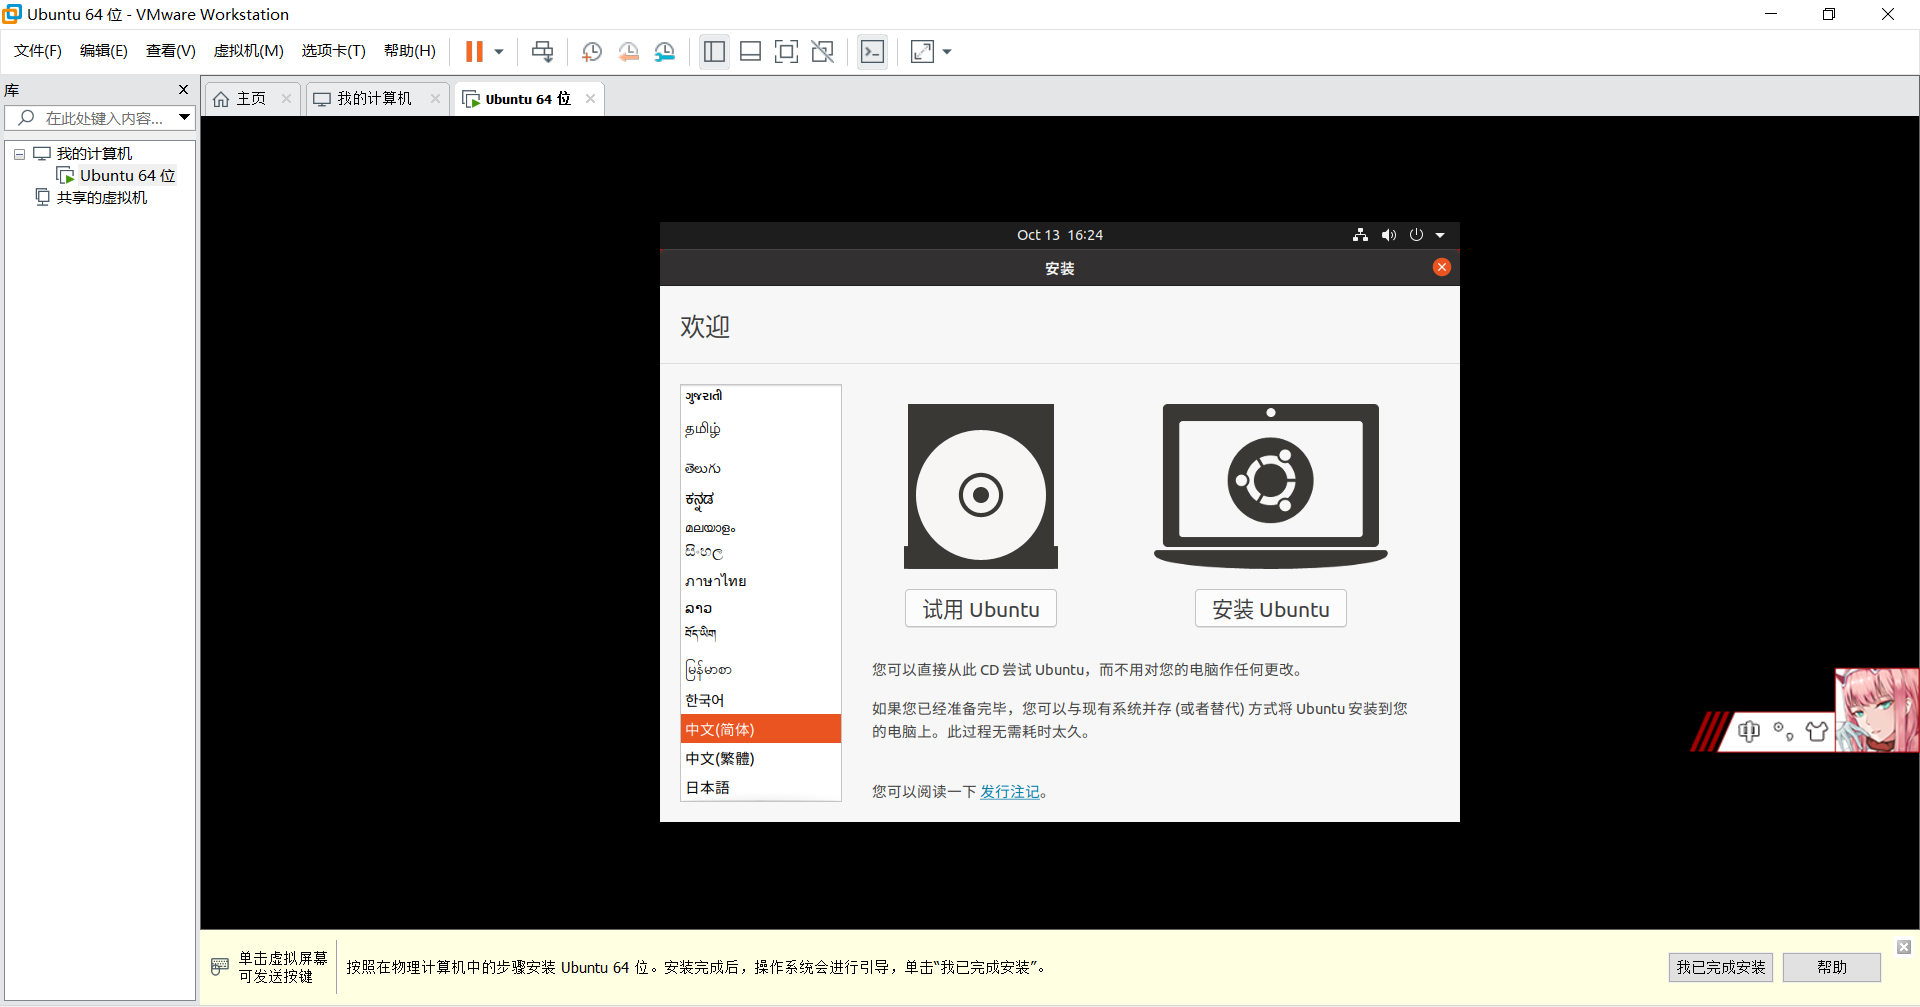 Ubuntu 64 位 - VMware Workstation
文件(F) 编辑(E) 查看(V) 虚拟机(M) 选项卡(T) 帮助(H)
库
在此处键入内容...
我的计算机
Ubuntu 64 位
共享的虚拟机
主页 我的计算机 Ubuntu 64 位
Oct 13 16:24
安装
欢迎
ગુજરાતી
தமிழ்
తెలుగు
ಕನ್ನಡ
മലയാളം
සිංහල
ภาษาไทย
ລາວ
བོད་ཡིག
မြန်မာစာ
한국어
中文(简体)
中文(繁體)
日本語
试用 Ubuntu
安装 Ubuntu
您可以直接从此 CD 尝试 Ubuntu，而不用对您的电脑作任何更改。
如果您已经准备完毕，您可以与现有系统并存 (或者替代) 方式将 Ubuntu 安装到您
的电脑上。此过程无需耗时太久。
您可以阅读一下 发行注记。
中
单击虚拟屏幕
可发送按键
按照在物理计算机中的步骤安装 Ubuntu 64 位。安装完成后，操作系统会进行引导，单击“我已完成安装”。
我已完成安装 帮助